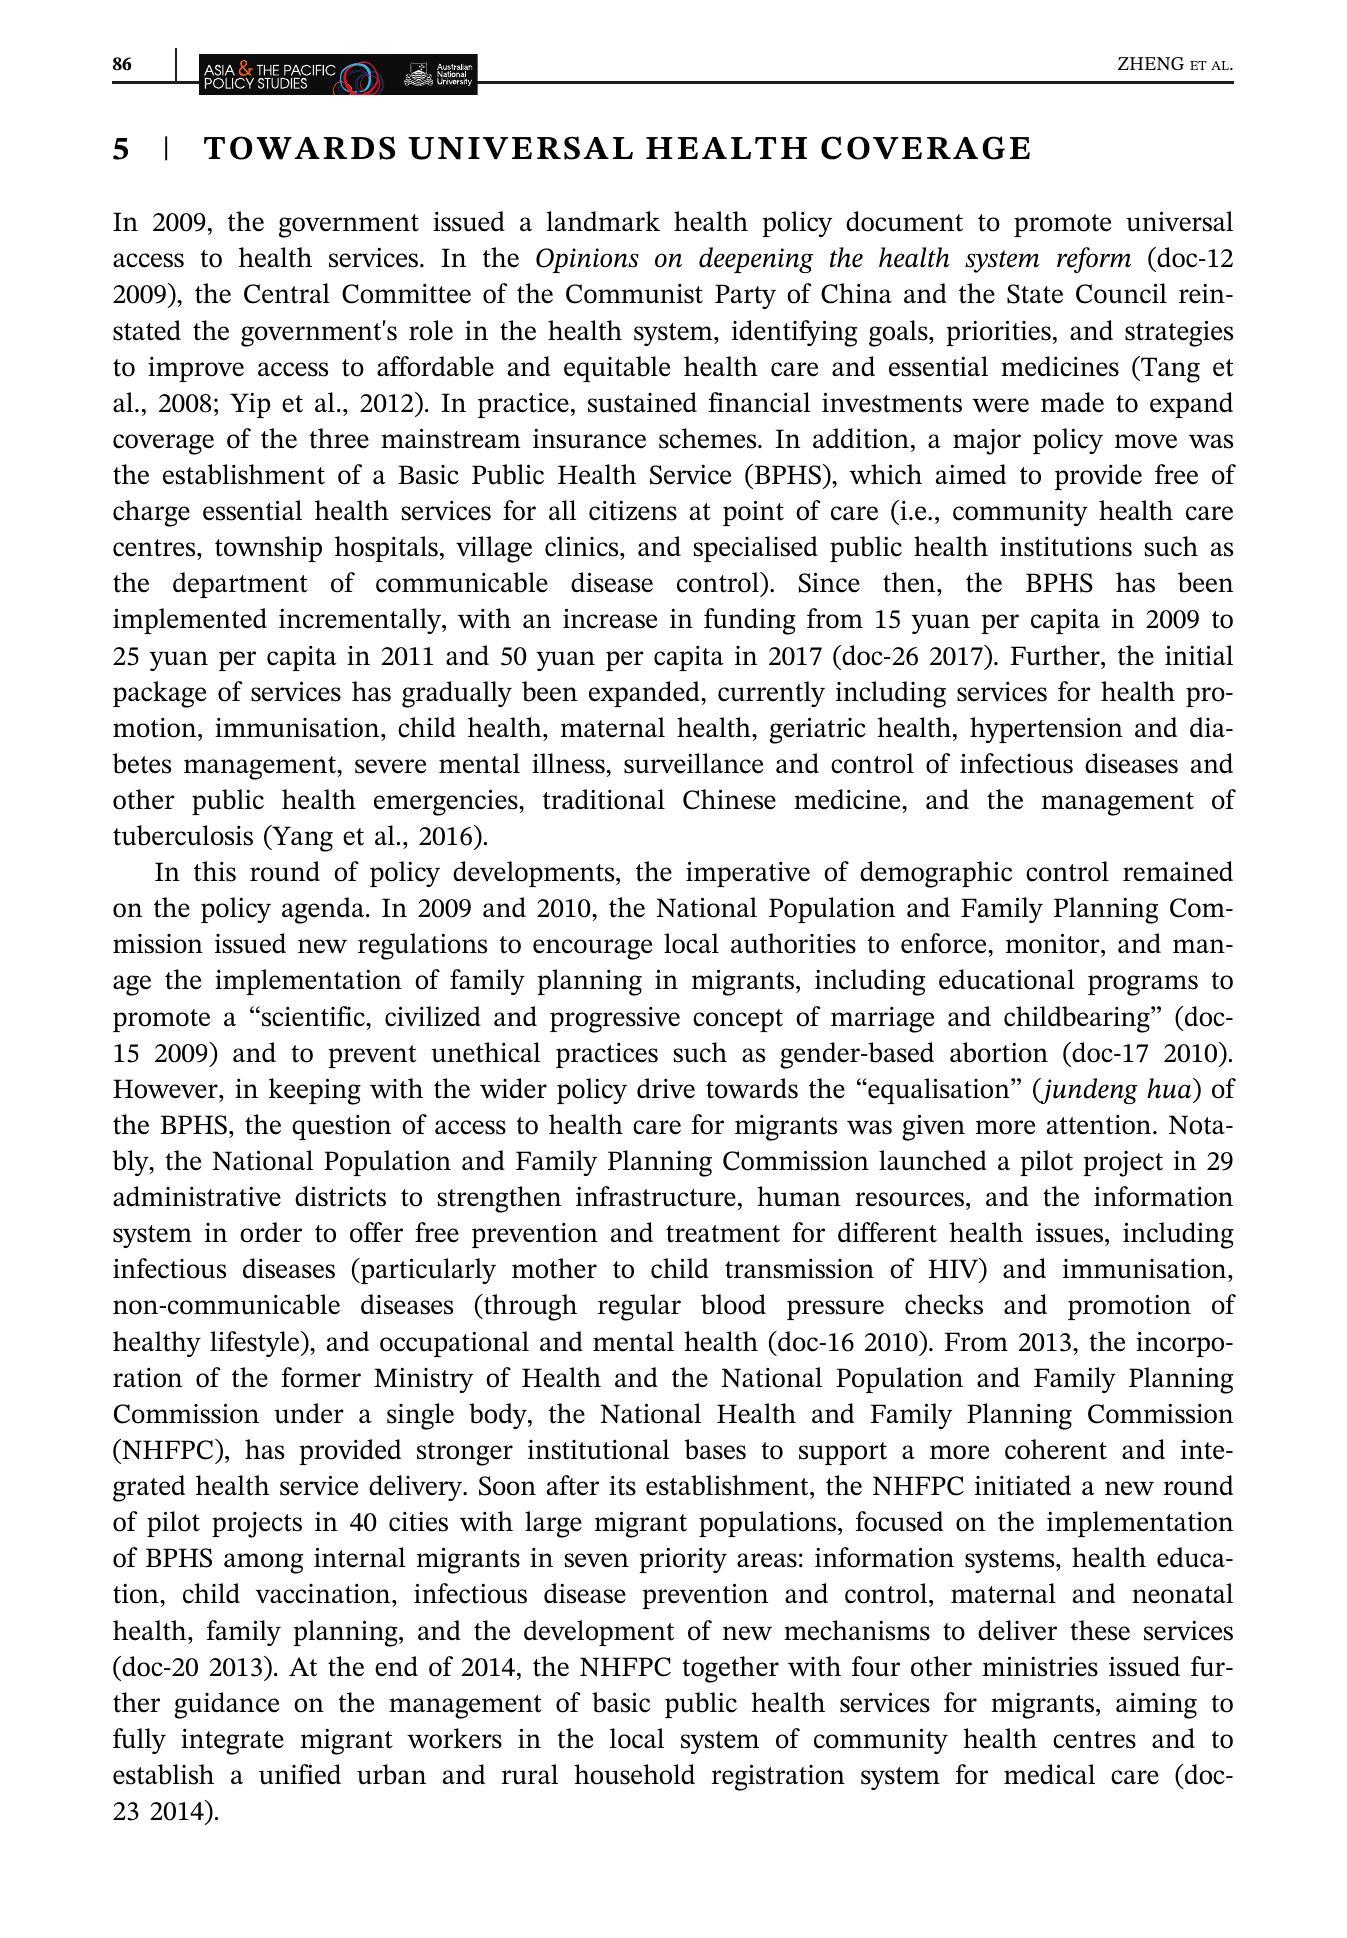 86
ASIA & THE PACIFIC
POLICY STUDIES
Australian
National
University
ZHENG ET AL.
5 | TOWARDS UNIVERSAL HEALTH COVERAGE
In 2009, the government issued a landmark health policy document to promote universal
access to health services. In the Opinions on deepening the health system reform (doc-12
2009), the Central Committee of the Communist Party of China and the State Council rein-
stated the government's role in the health system, identifying goals, priorities, and strategies
to improve access to affordable and equitable health care and essential medicines (Tang et
al., 2008; Yip et al., 2012). In practice, sustained financial investments were made to expand
coverage of the three mainstream insurance schemes. In addition, a major policy move was
the establishment of a Basic Public Health Service (BPHS), which aimed to provide free of
charge essential health services for all citizens at point of care (i.e., community health care
centres, township hospitals, village clinics, and specialised public health institutions such as
the department of communicable disease control). Since then, the BPHS has been
implemented incrementally, with an increase in funding from 15 yuan per capita in 2009 to
25 yuan per capita in 2011 and 50 yuan per capita in 2017 (doc-26 2017). Further, the initial
package of services has gradually been expanded, currently including services for health pro-
motion, immunisation, child health, maternal health, geriatric health, hypertension and dia-
betes management, severe mental illness, surveillance and control of infectious diseases and
other public health emergencies, traditional Chinese medicine, and the management of
tuberculosis (Yang et al., 2016).
In this round of policy developments, the imperative of demographic control remained
on the policy agenda. In 2009 and 2010, the National Population and Family Planning Com-
mission issued new regulations to encourage local authorities to enforce, monitor, and man-
age the implementation of family planning in migrants, including educational programs to
promote a “scientific, civilized and progressive concept of marriage and childbearing” (doc-
15 2009) and to prevent unethical practices such as gender-based abortion (doc-17 2010).
However, in keeping with the wider policy drive towards the “equalisation” (jundeng hua) of
the BPHS, the question of access to health care for migrants was given more attention. Nota-
bly, the National Population and Family Planning Commission launched a pilot project in 29
administrative districts to strengthen infrastructure, human resources, and the information
system in order to offer free prevention and treatment for different health issues, including
infectious diseases (particularly mother to child transmission of HIV) and immunisation,
non-communicable diseases (through regular blood pressure checks and promotion of
healthy lifestyle), and occupational and mental health (doc-16 2010). From 2013, the incorpo-
ration of the former Ministry of Health and the National Population and Family Planning
Commission under a single body, the National Health and Family Planning Commission
(NHFPC), has provided stronger institutional bases to support a more coherent and inte-
grated health service delivery. Soon after its establishment, the NHFPC initiated a new round
of pilot projects in 40 cities with large migrant populations, focused on the implementation
of BPHS among internal migrants in seven priority areas: information systems, health educa-
tion, child vaccination, infectious disease prevention and control, maternal and neonatal
health, family planning, and the development of new mechanisms to deliver these services
(doc-20 2013). At the end of 2014, the NHFPC together with four other ministries issued fur-
ther guidance on the management of basic public health services for migrants, aiming to
fully integrate migrant workers in the local system of community health centres and to
establish a unified urban and rural household registration system for medical care (doc-
23 2014).